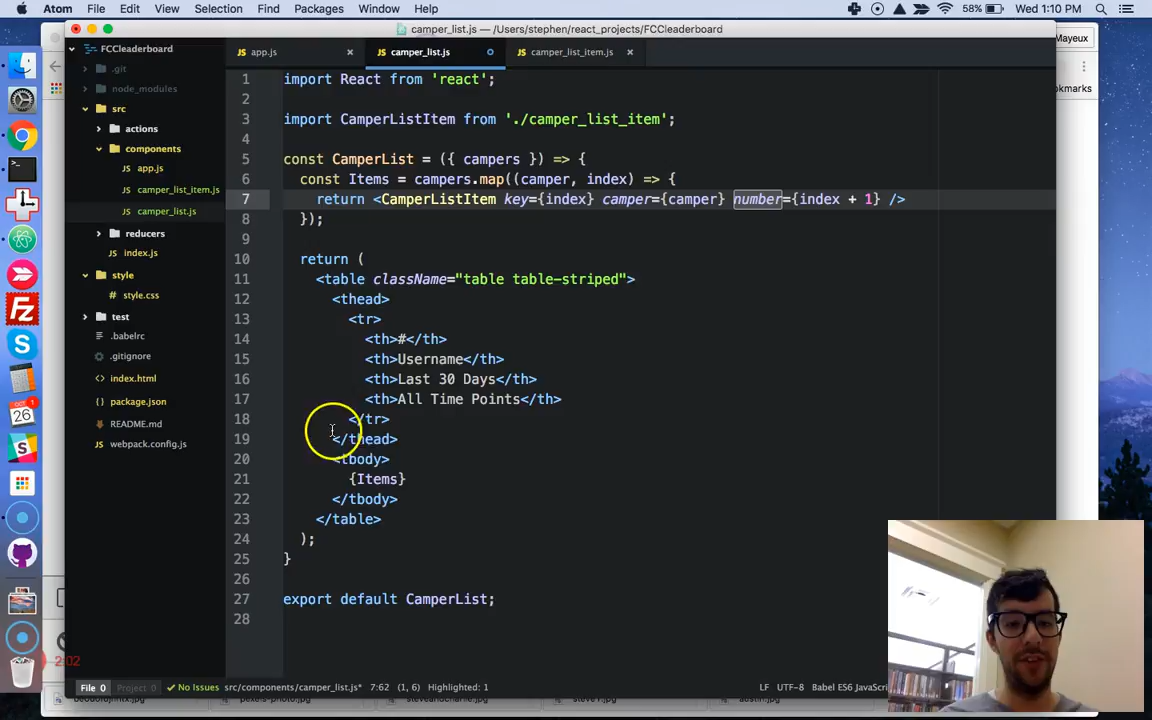 Atom File Edit View Selection Find Packages Window Help 58% Wed 1:10 PM
camper_list.js — /Users/stephen/react_projects/FCCleaderboard
Mayeux
FCCleaderboard
app.js
camper_list.js
camper_list_item.js
.git
node_modules
src
actions
components
app.js
camper_list_item.js
camper_list.js
reducers
index.js
style
style.css
test
.babelrc
.gitignore
index.html
package.json
README.md
webpack.config.js
1 import React from 'react';
2
3 import CamperListItem from './camper_list_item';
4
5 const CamperList = ({ campers }) => {
6 const Items = campers.map((camper, index) => {
7 return <CamperListItem key={index} camper={camper} number={index + 1} />
8 });
9
10 return (
11 <table className="table table-striped">
12 <thead>
13 <tr>
14 <th>#</th>
15 <th>Username</th>
16 <th>Last 30 Days</th>
17 <th>All Time Points</th>
18 </tr>
19 </thead>
20 <tbody>
21 {Items}
22 </tbody>
23 </table>
24 );
25 }
26
27 export default CamperList;
28
OCT
26
2:02
File 0 Project 0 No Issues src/components/camper_list.js* 7:62 (1, 6) Highlighted: 1 LF UTF-8 Babel ES6 JavaScrip